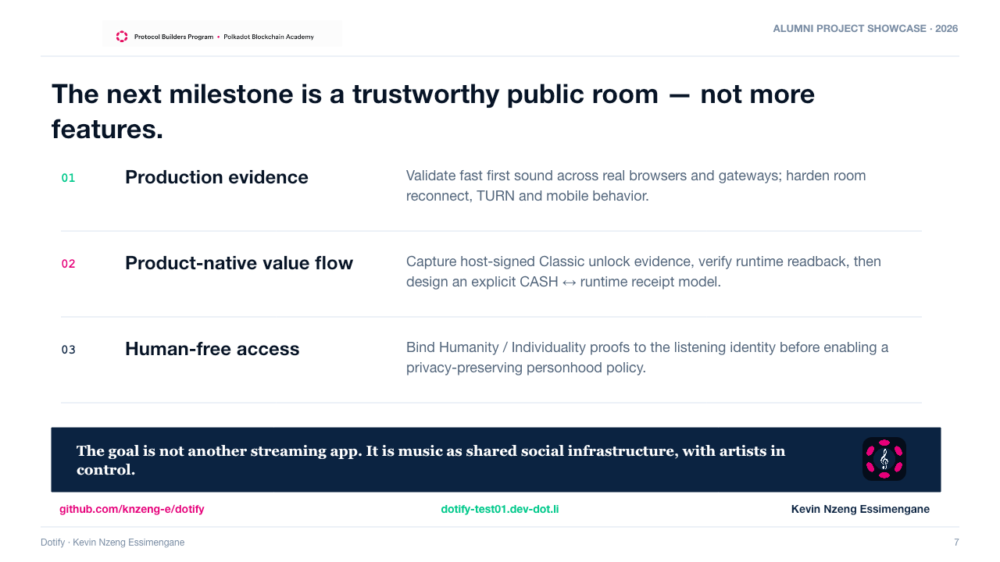 Protocol Builders Program • Polkadot Blockchain Academy
ALUMNI PROJECT SHOWCASE · 2026
The next milestone is a trustworthy public room — not more
features.
01
Production evidence
Validate fast first sound across real browsers and gateways; harden room
reconnect, TURN and mobile behavior.
02
Product-native value flow
Capture host-signed Classic unlock evidence, verify runtime readback, then
design an explicit CASH ↔ runtime receipt model.
03
Human-free access
Bind Humanity / Individuality proofs to the listening identity before enabling a
privacy-preserving personhood policy.
The goal is not another streaming app. It is music as shared social infrastructure, with artists in
control.
github.com/knzeng-e/dotify
dotify-test01.dev-dot.li
Kevin Nzeng Essimengane
Dotify · Kevin Nzeng Essimengane
7